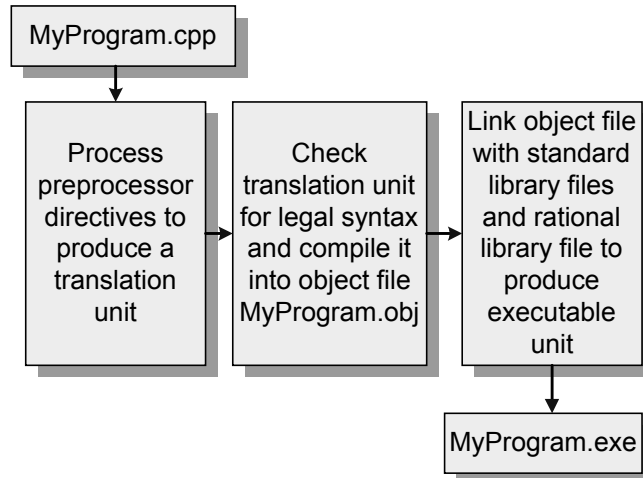 MyProgram.cpp
Process
preprocessor
directives to
produce a
translation
unit
Check
translation unit
for legal syntax
and compile it
into object file
MyProgram.obj
Link object file
with standard
library files
and rational
library file to
produce
executable
unit
MyProgram.exe